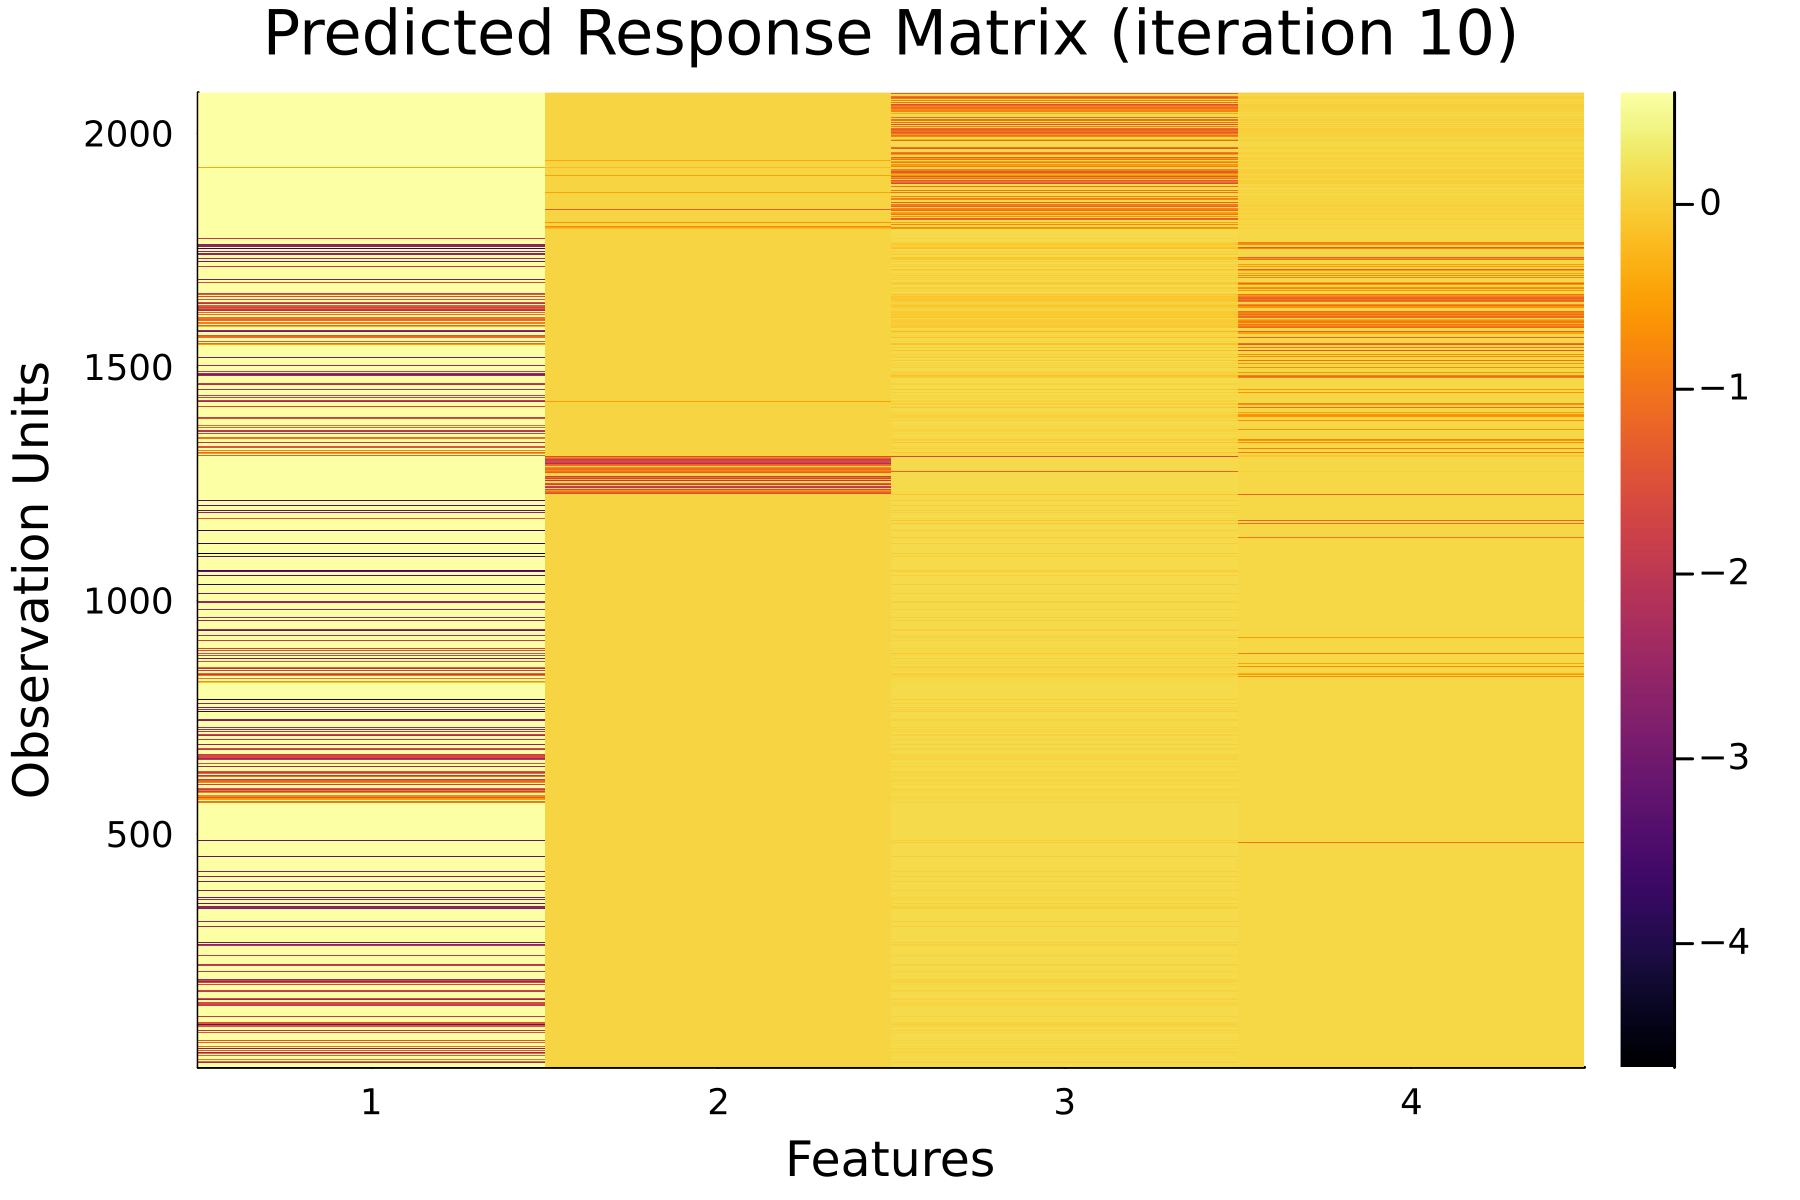 Predicted Response Matrix (iteration 10)
Observation Units
2000
1500
1000
500
1 2 3 4
Features
0
−1
−2
−3
−4